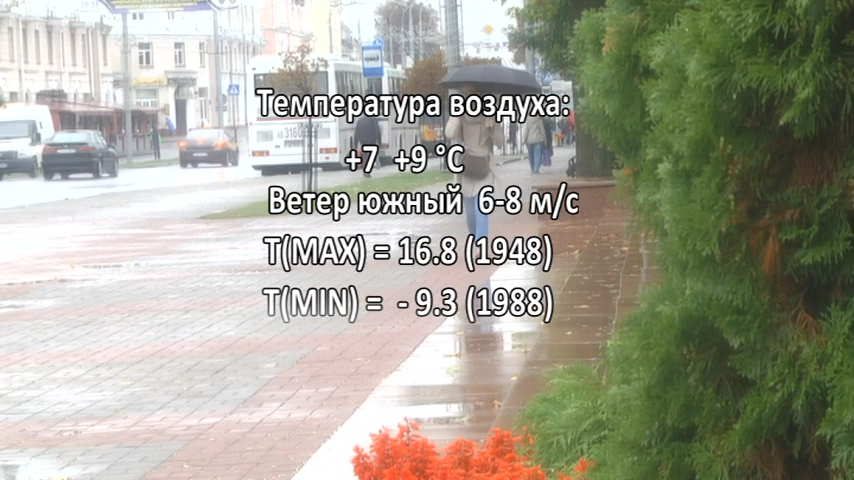 Температура воздуха:
+7 +9 °C
Ветер южный 6-8 м/с
T(MAX) = 16.8 (1948)
T(MIN) = - 9.3 (1988)